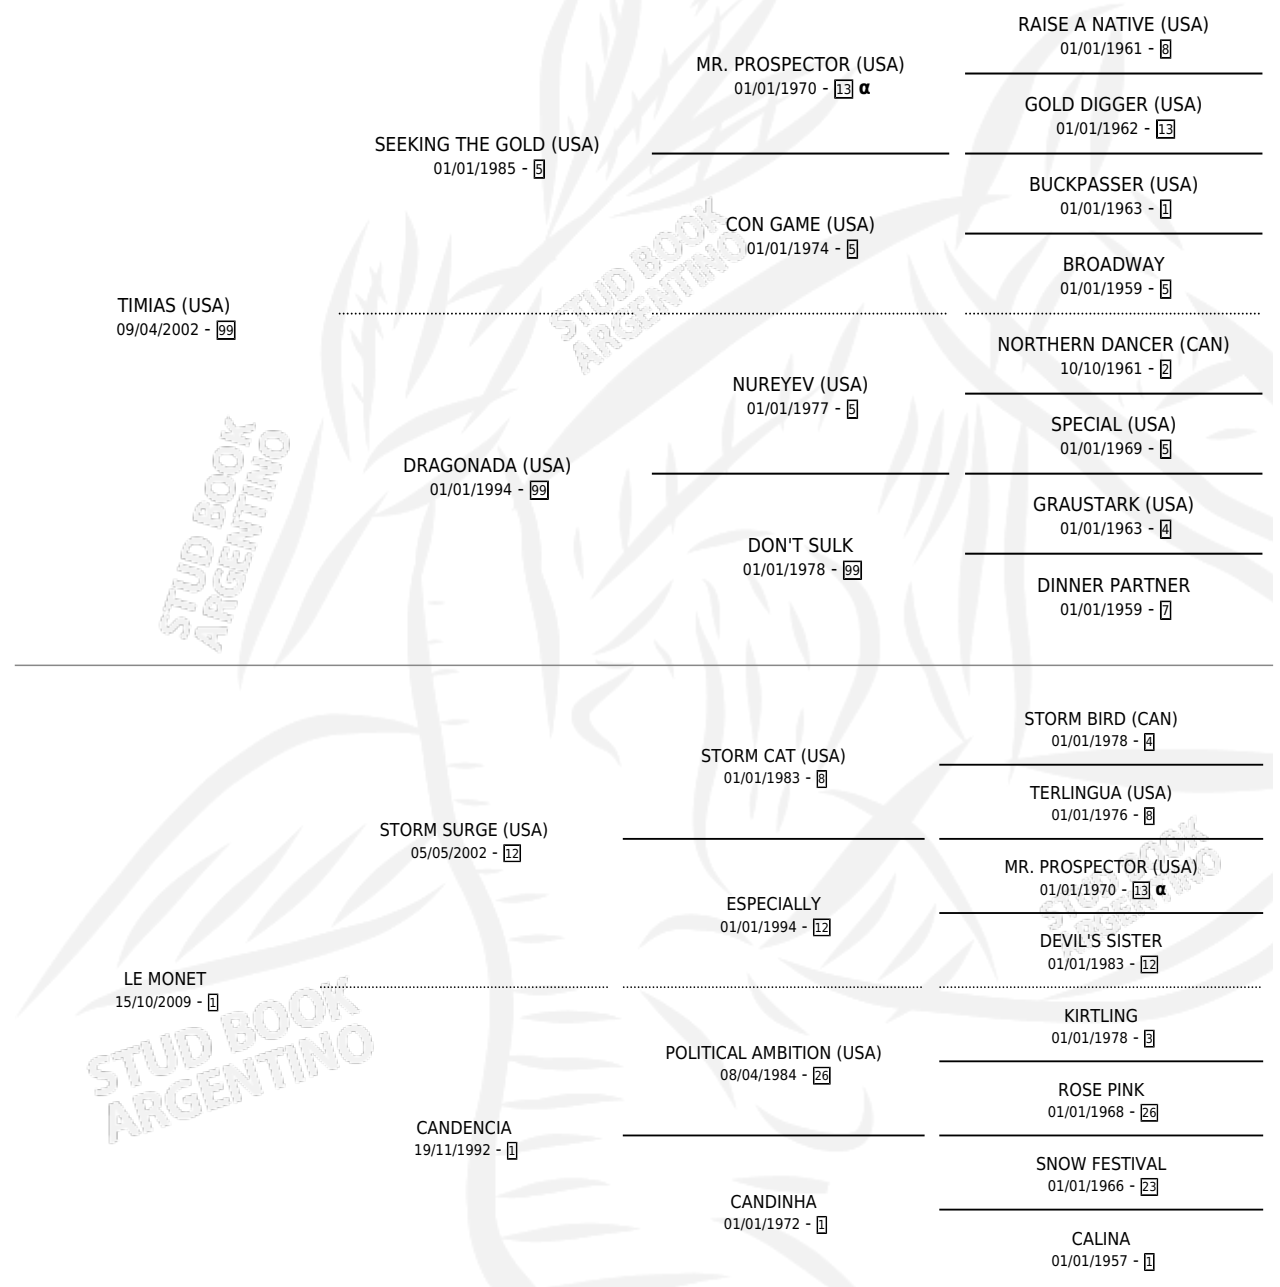 RAISE A NATIVE (USA)
01/01/1961 - 8
MR. PROSPECTOR (USA)
01/01/1970 - 13 α
GOLD DIGGER (USA)
01/01/1962 - 13
SEEKING THE GOLD (USA)
01/01/1985 - 5
BUCKPASSER (USA)
01/01/1963 - 1
CON GAME (USA)
01/01/1974 - 5
BROADWAY
01/01/1959 - 5
TIMIAS (USA)
09/04/2002 - 99
NORTHERN DANCER (CAN)
10/10/1961 - 2
NUREYEV (USA)
01/01/1977 - 5
SPECIAL (USA)
01/01/1969 - 5
DRAGONADA (USA)
01/01/1994 - 99
GRAUSTARK (USA)
01/01/1963 - 4
DON'T SULK
01/01/1978 - 99
DINNER PARTNER
01/01/1959 - 7
STORM BIRD (CAN)
01/01/1978 - 4
STORM CAT (USA)
01/01/1983 - 8
TERLINGUA (USA)
01/01/1976 - 8
STORM SURGE (USA)
05/05/2002 - 12
MR. PROSPECTOR (USA)
01/01/1970 - 13 α
ESPECIALLY
01/01/1994 - 12
DEVIL'S SISTER
01/01/1983 - 12
LE MONET
15/10/2009 - 1
KIRTLING
01/01/1978 - 3
POLITICAL AMBITION (USA)
08/04/1984 - 26
ROSE PINK
01/01/1968 - 26
CANDENCIA
19/11/1992 - 1
SNOW FESTIVAL
01/01/1966 - 23
CANDINHA
01/01/1972 - 1
CALINA
01/01/1957 - 1
STUD BOOK
ARGENTINO
STUD BOOK
ARGENTINO
STUD BOOK
ARGENTINO
STUD BOOK
ARGENTINO